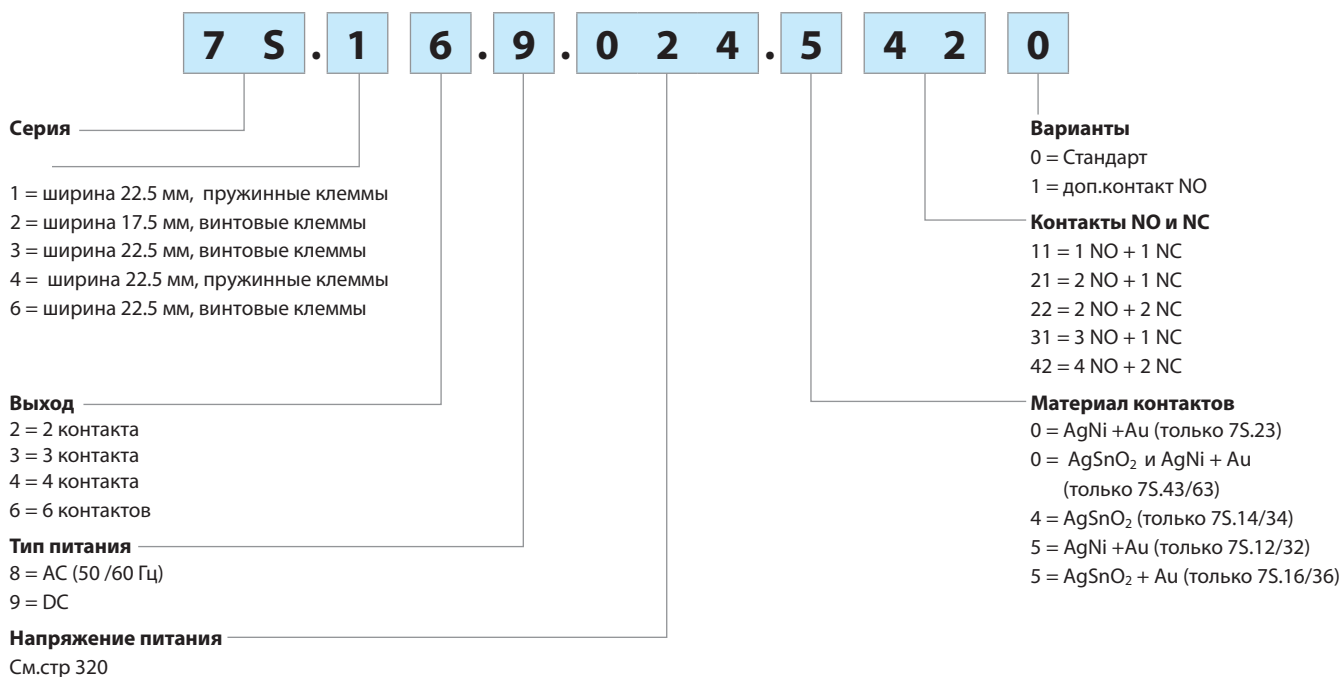 7 S . 1 6 . 9 . 0 2 4 . 5 4 2 0
Серия
1 = ширина 22.5 мм, пружинные клеммы
2 = ширина 17.5 мм, винтовые клеммы
3 = ширина 22.5 мм, винтовые клеммы
4 = ширина 22.5 мм, пружинные клеммы
6 = ширина 22.5 мм, винтовые клеммы
Выход
2 = 2 контакта
3 = 3 контакта
4 = 4 контакта
6 = 6 контактов
Тип питания
8 = AC (50 /60 Гц)
9 = DC
Напряжение питания
См.стр 320
Варианты
0 = Стандарт
1 = доп.контакт NO
Контакты NO и NC
11 = 1 NO + 1 NC
21 = 2 NO + 1 NC
22 = 2 NO + 2 NC
31 = 3 NO + 1 NC
42 = 4 NO + 2 NC
Материал контактов
0 = AgNi +Au (только 7S.23)
0 = AgSnO₂ и AgNi + Au
(только 7S.43/63)
4 = AgSnO₂ (только 7S.14/34)
5 = AgNi +Au (только 7S.12/32)
5 = AgSnO₂ + Au (только 7S.16/36)